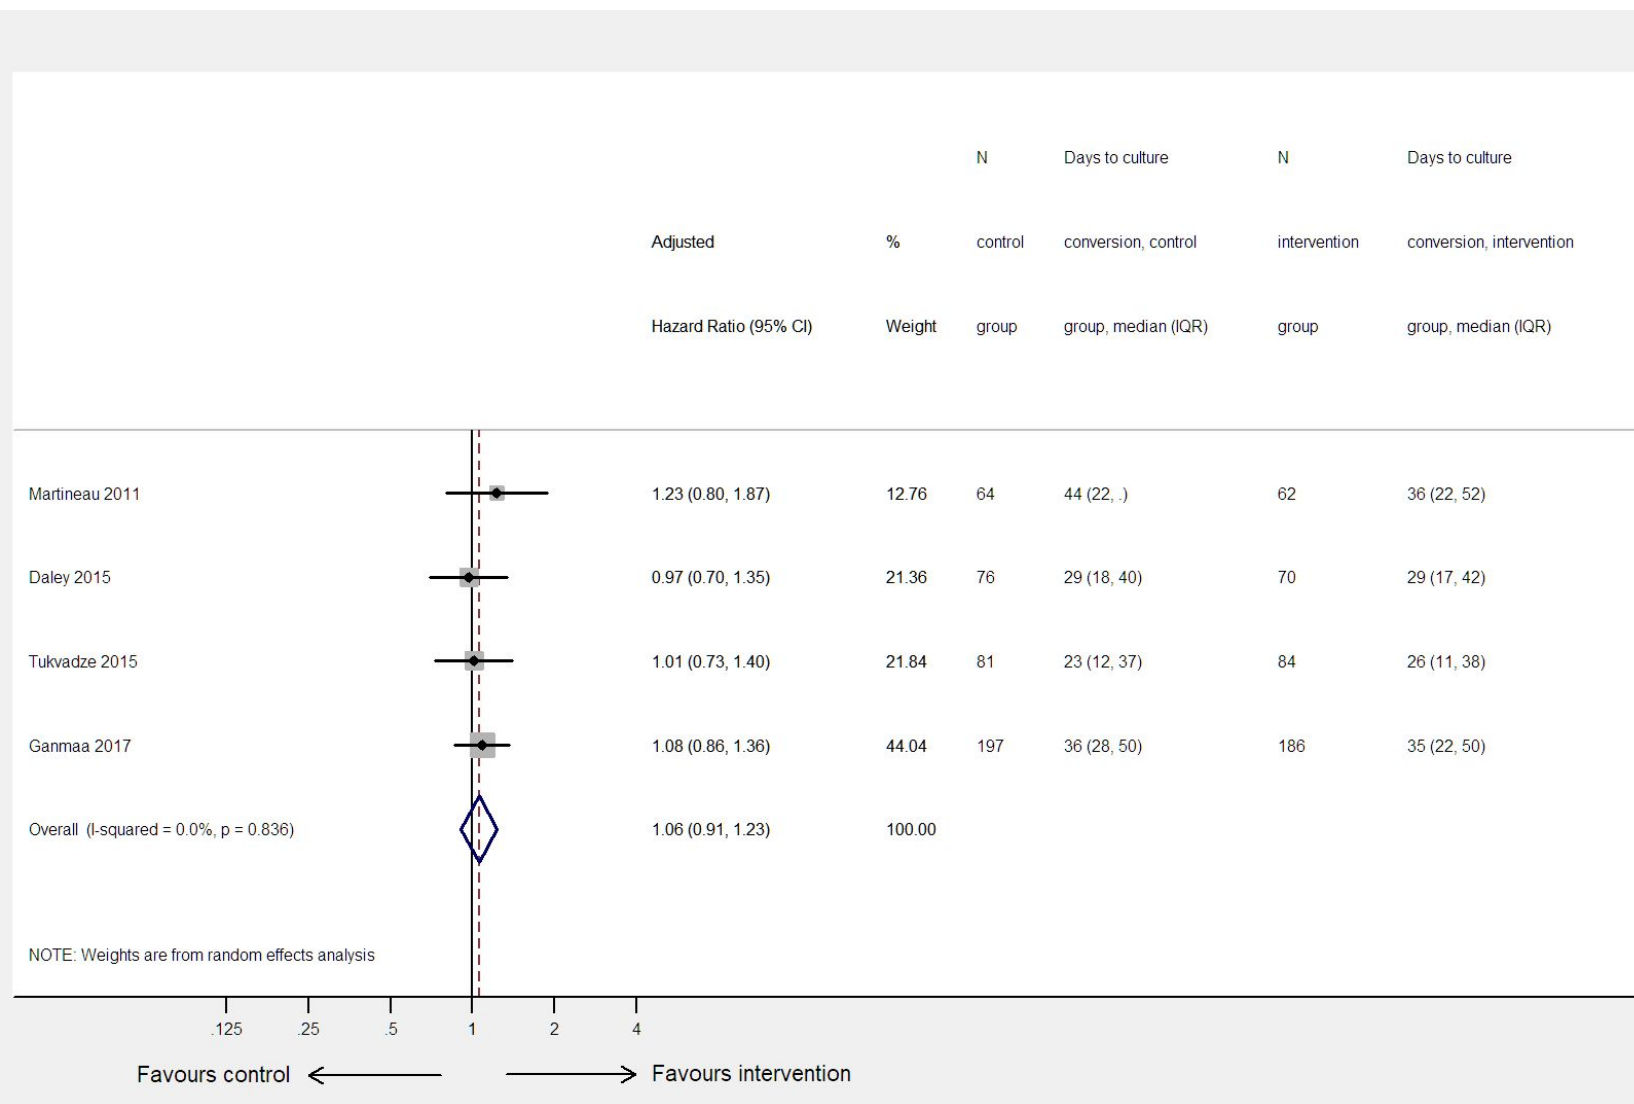 N Days to culture N Days to culture
Adjusted % control conversion, control intervention conversion, intervention
Hazard Ratio (95% CI) Weight group group, median (IQR) group group, median (IQR)
Martineau 2011 1.23 (0.80, 1.87) 12.76 64 44 (22, .) 62 36 (22, 52)
Daley 2015 0.97 (0.70, 1.35) 21.36 76 29 (18, 40) 70 29 (17, 42)
Tukvadze 2015 1.01 (0.73, 1.40) 21.84 81 23 (12, 37) 84 26 (11, 38)
Ganmaa 2017 1.08 (0.86, 1.36) 44.04 197 36 (28, 50) 186 35 (22, 50)
Overall (I-squared = 0.0%, p = 0.836) 1.06 (0.91, 1.23) 100.00
NOTE: Weights are from random effects analysis
.125 .25 .5 1 2 4
Favours control Favours intervention